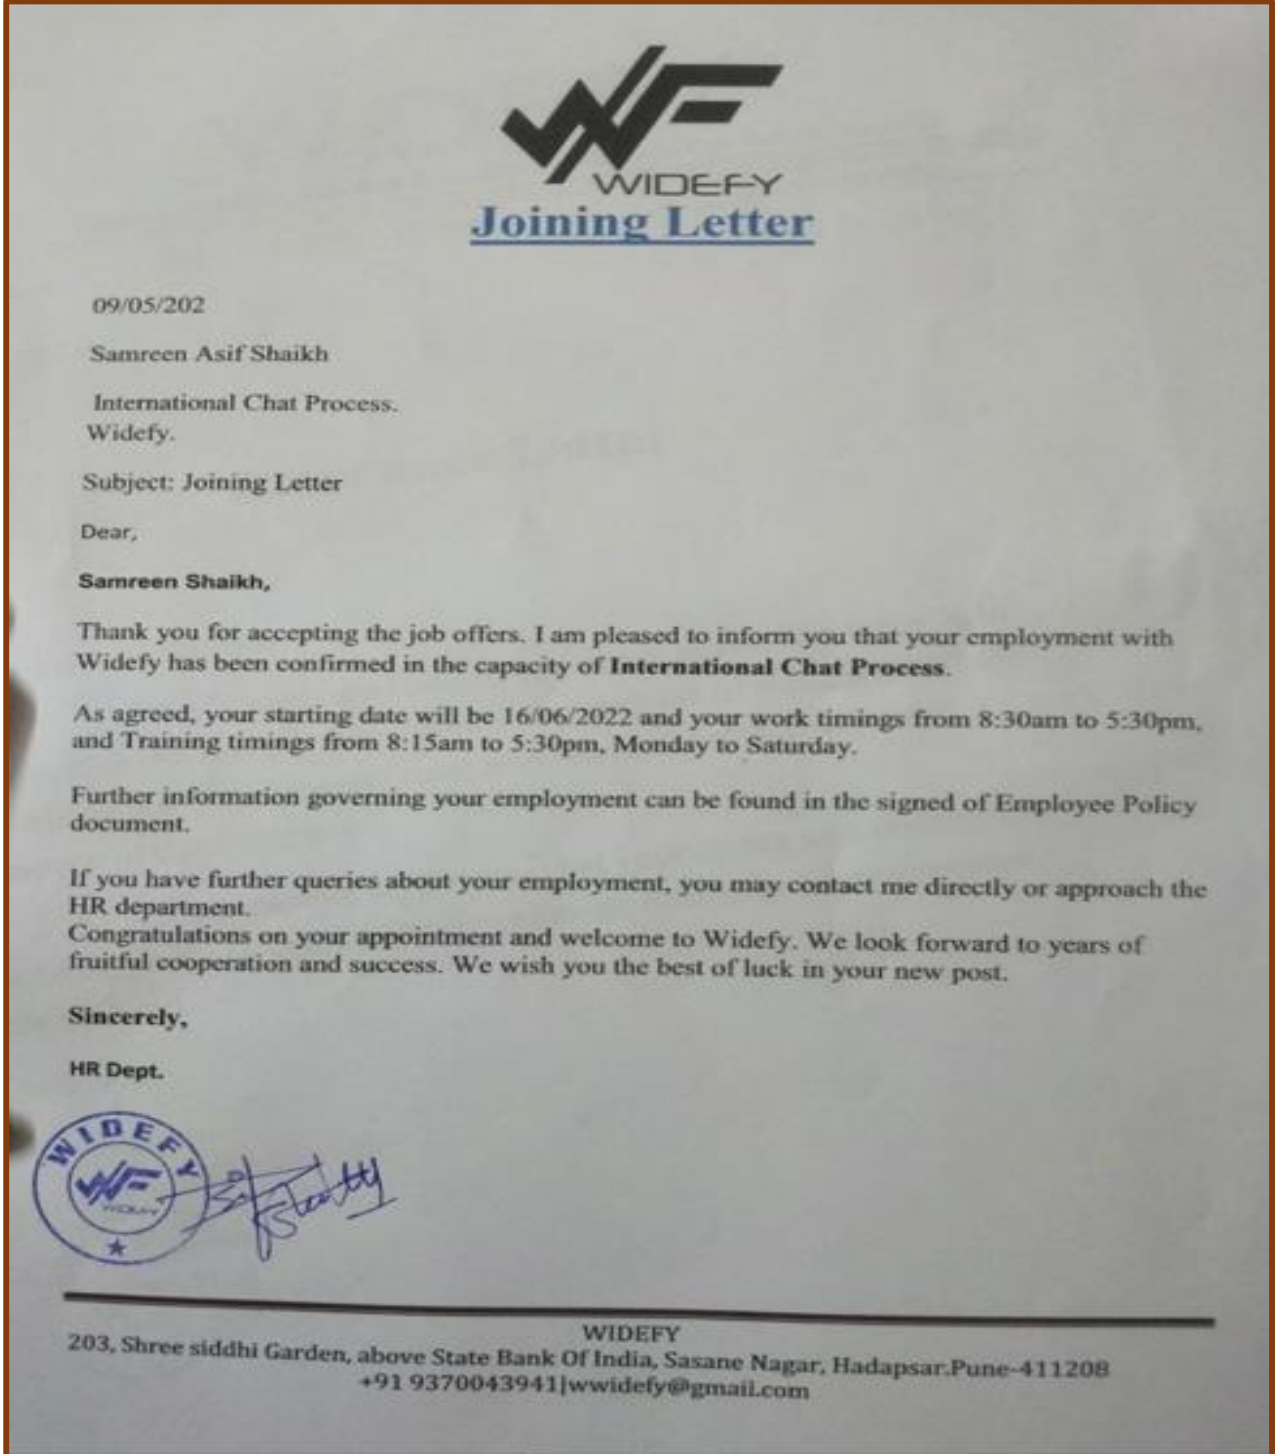 WIDEFY
Joining Letter
09/05/202
Samreen Asif Shaikh
International Chat Process.
Widefy.
Subject: Joining Letter
Dear,
Samreen Shaikh,
Thank you for accepting the job offers. I am pleased to inform you that your employment with
Widefy has been confirmed in the capacity of International Chat Process.
As agreed, your starting date will be 16/06/2022 and your work timings from 8:30am to 5:30pm,
and Training timings from 8:15am to 5:30pm, Monday to Saturday.
Further information governing your employment can be found in the signed of Employee Policy
document.
If you have further queries about your employment, you may contact me directly or approach the
HR department.
Congratulations on your appointment and welcome to Widefy. We look forward to years of
fruitful cooperation and success. We wish you the best of luck in your new post.
Sincerely,
HR Dept.
WIDEFY
WIDEFY
WIDEFY
203, Shree siddhi Garden, above State Bank Of India, Sasane Nagar, Hadapsar.Pune-411208
+91 9370043941|wwidefy@gmail.com